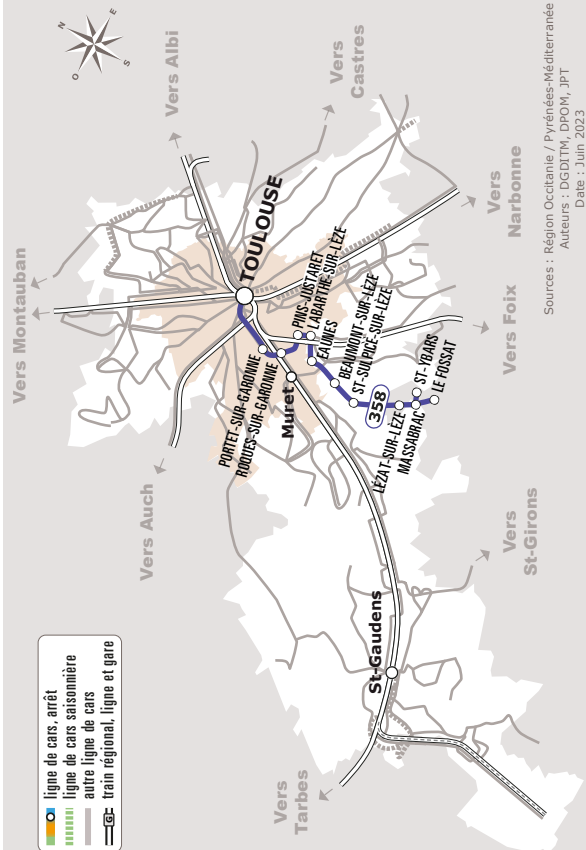 N
E
S
O
Vers Montauban
Vers Albi
Vers
Castres
Vers Auch
TOULOUSE
Vers
Narbonne
PORTET-SUR-GARONNE
ROQUES-SUR-GARONNE
PINS-JUSTARET
LABARTHE-SUR-LÈZE
EAUNES
BEAUMONT-SUR-LÈZE
ST-SULPICE-SUR-LÈZE
Muret
358
LÉZAT-SUR-LÈZE
MASSABRAC
ST-YBARS
LE FOSSAT
Vers Foix
Vers
St-Girons
St-Gaudens
Vers
Tarbes
ligne de cars, arrêt
ligne de cars saisonnière
autre ligne de cars
G
train régional, ligne et gare
Sources : Région Occitanie / Pyrénées-Méditerranée
Auteurs : DGDITM, DPOM, JPT
Date : Juin 2023